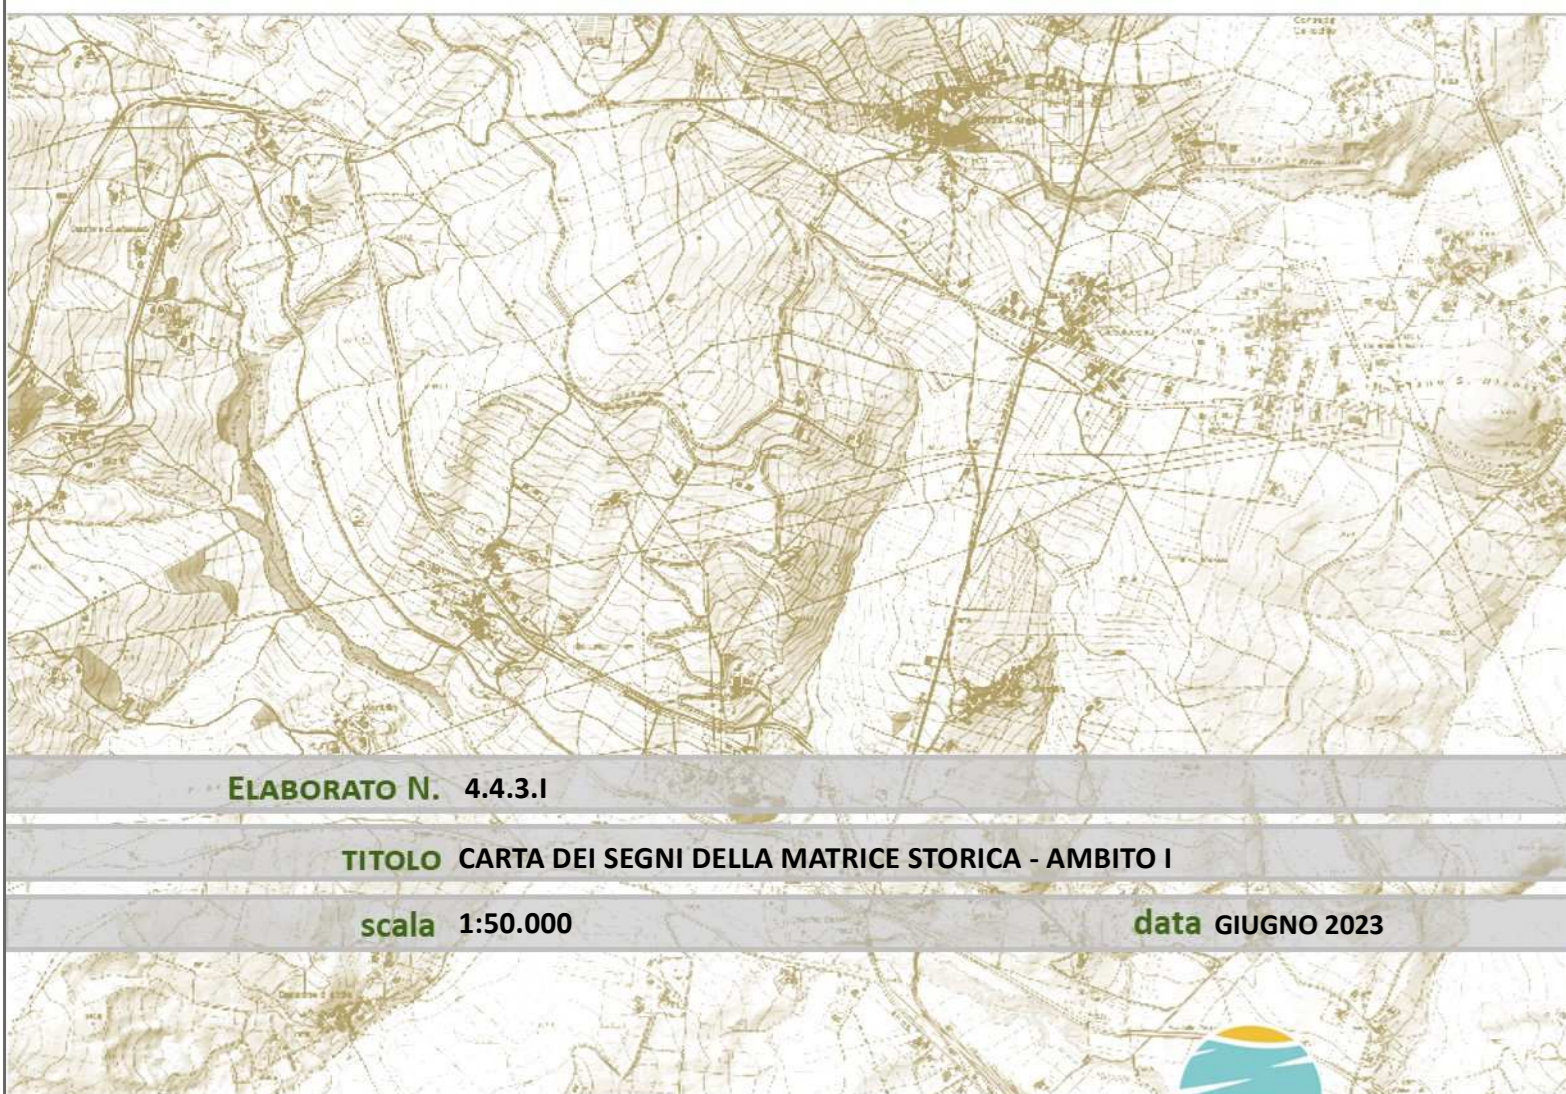 ELABORATO N. 4.4.3.I
TITOLO CARTA DEI SEGNI DELLA MATRICE STORICA - AMBITO I
scala 1:50.000 data GIUGNO 2023